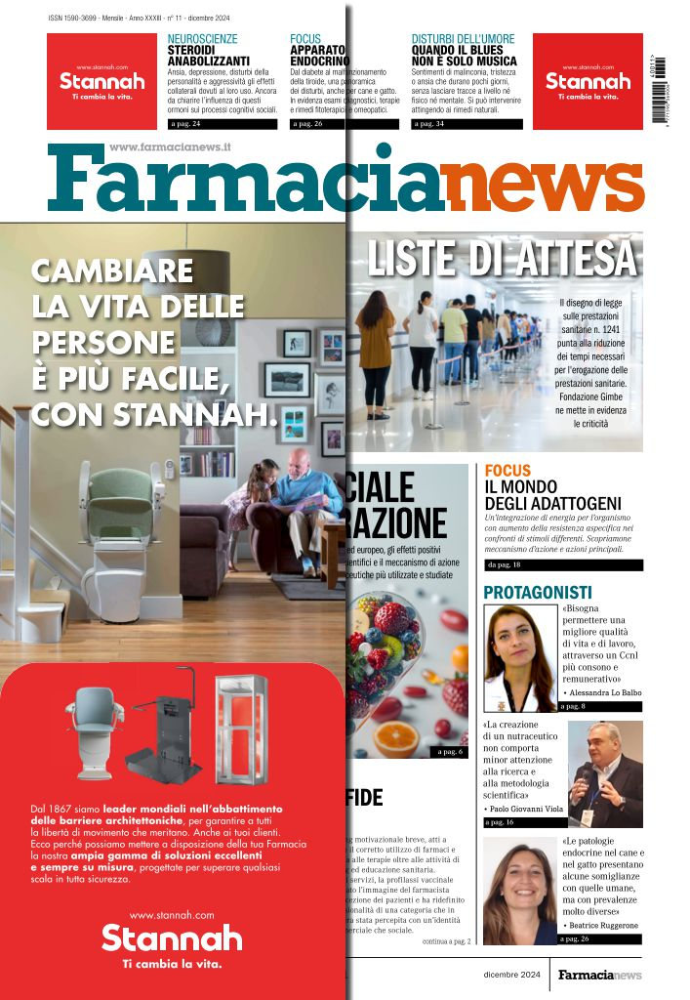 ISSN 1590-3699 - Mensile - Anno XXXIII - n° 11 - dicembre 2024
www.stannah.com
Stannah
Ti cambia la vita.
NEUROSCIENZE
STEROIDI
ANABOLIZZANTI
Ansia, depressione, disturbi della
personalità e aggressività gli effetti
collaterali dovuti al loro uso. Ancora
da chiarire l'influenza di questi
ormoni sui processi cognitivi sociali.
a pag. 24
FOCUS
APPARATO
ENDOCRINO
Dal diabete al malfunzionamento
della tiroide, una panoramica
dei disturbi, anche per cane e gatto.
In evidenza esami diagnostici, terapie
e rimedi fitoterapici e omeopatici.
a pag. 26
DISTURBI DELL'UMORE
QUANDO IL BLUES
NON È SOLO MUSICA
Sentimenti di malinconia, tristezza
o ansia che durano pochi giorni,
senza lasciare tracce a livello né
fisico né mentale. Si può intervenire
attingendo ai rimedi naturali.
a pag. 34
www.stannah.com
Stannah
Ti cambia la vita.
40011>
www.farmacianews.it
Farmacianews
CAMBIARE
LA VITA DELLE
PERSONE
È PIÙ FACILE,
CON STANNAH.
LISTE DI ATTESA
Il disegno di legge
sulle prestazioni
sanitarie n. 1241
punta alla riduzione
dei tempi necessari
per l'erogazione delle
prestazioni sanitarie.
Fondazione Gimbe
ne mette in evidenza
le criticità
CIALE
RAZIONE
ed europeo, gli effetti positivi
entifici e il meccanismo di azione
ceutiche più utilizzate e studiate
a pag. 6
FOCUS
IL MONDO
DEGLI ADATTOGENI
Un'integrazione di energia per l'organismo
con aumento della resistenza aspecifica nei
confronti di stimoli differenti. Scopriamone
meccanismo d'azione e azioni principali.
da pag. 18
PROTAGONISTI
«Bisogna
permettere una
migliore qualità
di vita e di lavoro,
attraverso un Ccnl
più consono e
remunerativo»
• Alessandra Lo Balbo
a pag. 8
«La creazione
di un nutraceutico
non comporta
minor attenzione
alla ricerca e
alla metodologia
scientifica»
• Paolo Giovanni Viola
a pag. 16
«Le patologie
endocrine nel cane e
nel gatto presentano
alcune somiglianze
con quelle umane,
ma con prevalenze
molto diverse»
• Beatrice Ruggerone
a pag. 26
FIDE
ng motivazionale breve, atti a
e il corretto utilizzo di farmaci e
alle terapie oltre alle attività di
ng ed educazione sanitaria.
i servizi, la profilassi vaccinale
ato l'immagine del farmacista
cezione dei pazienti e ha ridefinito
sionalità di una categoria che in
ra stata percepita con un'identità
merciale che sociale.
continua a pag. 2
Dal 1867 siamo leader mondiali nell'abbattimento
delle barriere architettoniche, per garantire a tutti
la libertà di movimento che meritano. Anche ai tuoi clienti.
Ecco perché possiamo mettere a disposizione della tua Farmacia
la nostra ampia gamma di soluzioni eccellenti
e sempre su misura, progettate per superare qualsiasi
scala in tutta sicurezza.
www.stannah.com
Stannah
Ti cambia la vita.
dicembre 2024
Farmacianews